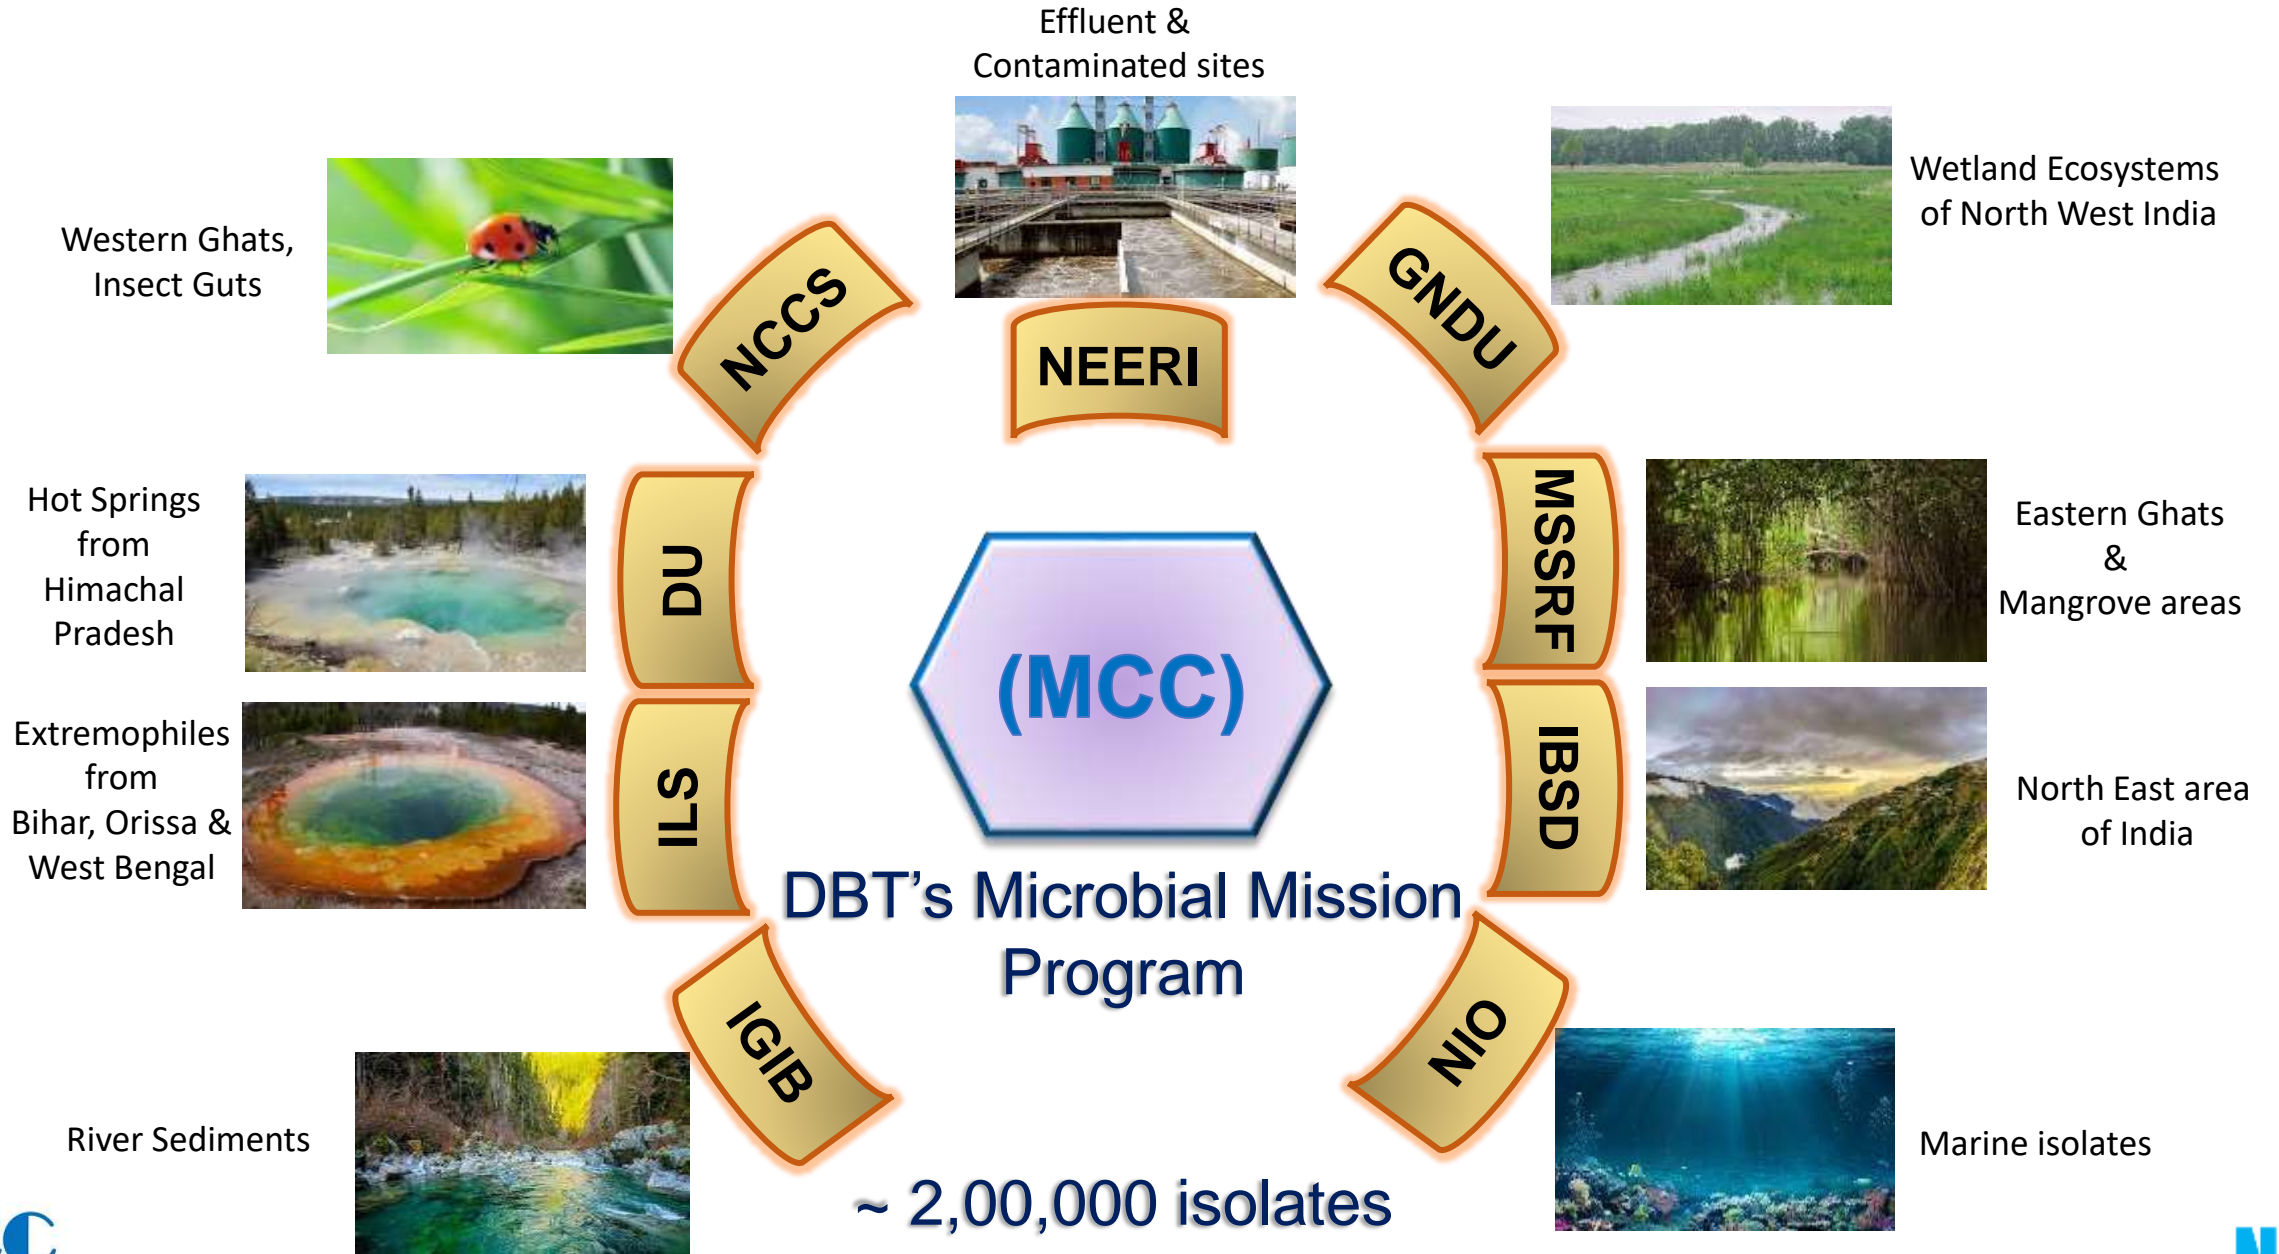 Effluent &
Contaminated sites
Western Ghats,
Insect Guts
Wetland Ecosystems
of North West India
NCCS
NEERI
GNDU
Hot Springs
from
Himachal
Pradesh
DU
MSSRF
Eastern Ghats
&
Mangrove areas
(MCC)
Extremophiles
from
Bihar, Orissa &
West Bengal
ILS
IBSD
North East area
of India
DBT's Microbial Mission
Program
IGIB
NIO
River Sediments
Marine isolates
~ 2,00,000 isolates